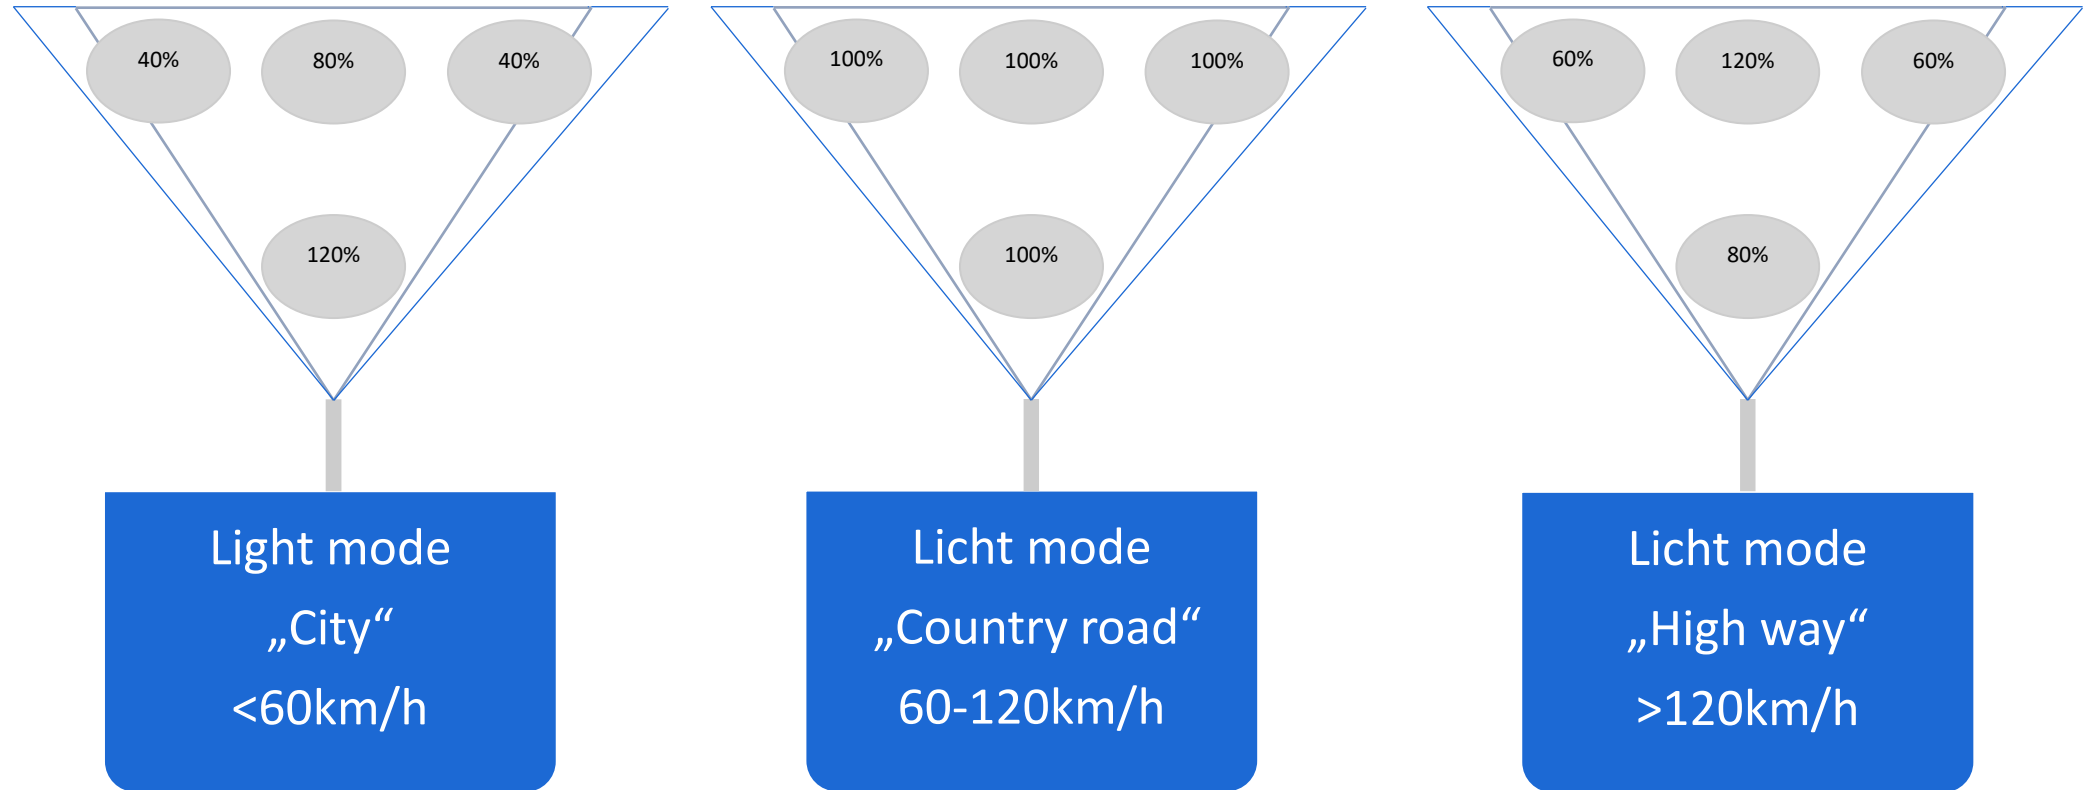 40% 80% 40%
120%
Light mode
„City“
<60km/h
100% 100% 100%
100%
Licht mode
„Country road“
60-120km/h
60% 120% 60%
80%
Licht mode
„High way“
>120km/h